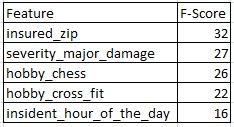 Feature F-Score
insured_zip 32
severity_major_damage 27
hobby_chess 26
hobby_cross_fit 22
insident_hour_of_the_day 16